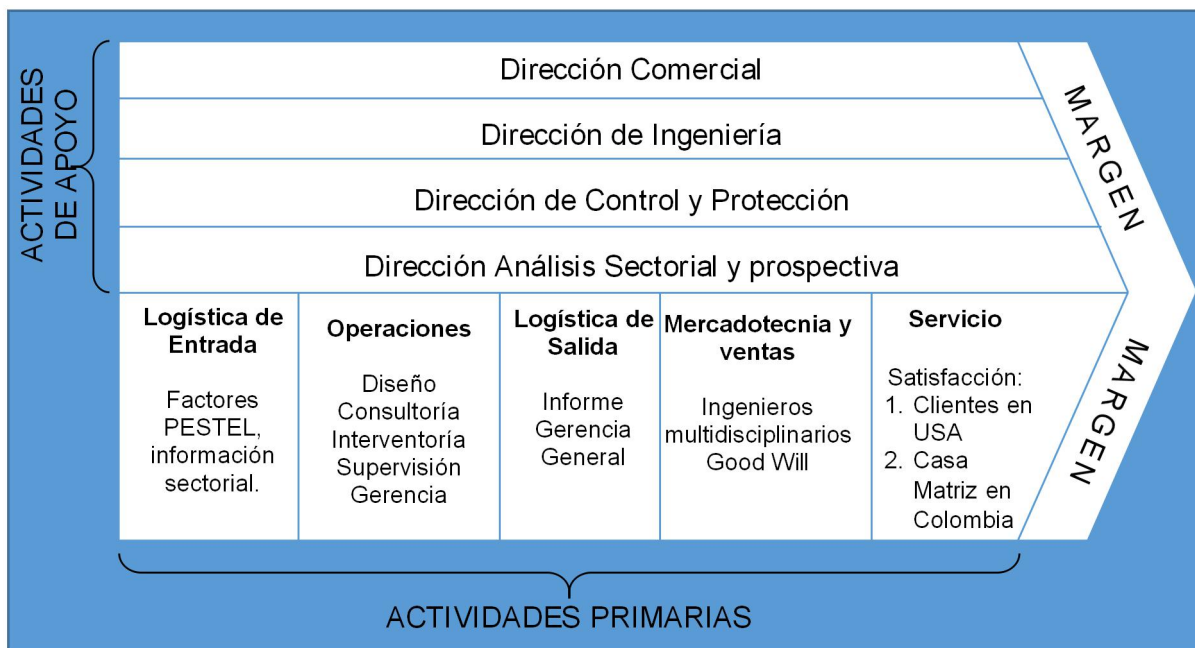 ACTIVIDADES
DE APOYO
Dirección Comercial
Dirección de Ingeniería
Dirección de Control y Protección
Dirección Análisis Sectorial y prospectiva
MARGEN
MARGEN
Logística de
Entrada
Factores
PESTEL,
información
sectorial.
Operaciones
Diseño
Consultoría
Interventoría
Supervisión
Gerencia
Logística de
Salida
Informe
Gerencia
General
Mercadotecnia y
ventas
Ingenieros
multidisciplinarios
Good Will
Servicio
Satisfacción:
1. Clientes en
USA
2. Casa
Matriz en
Colombia
ACTIVIDADES PRIMARIAS